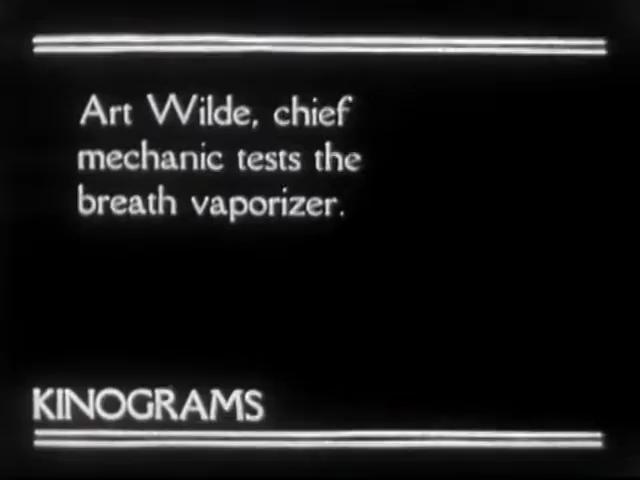 Art Wilde, chief
mechanic tests the
breath vaporizer.
KINOGRAMS